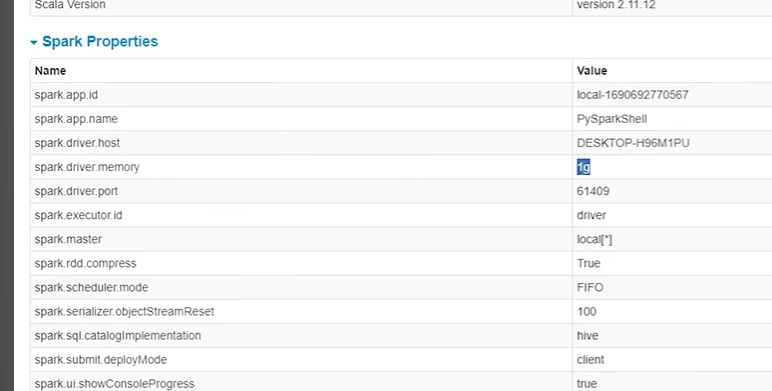 Scala Version version 2.11.12
Spark Properties
Name Value
spark.app.id local-1690692770567
spark.app.name PySparkShell
spark.driver.host DESKTOP-H96M1PU
spark.driver.memory 1g
spark.driver.port 61409
spark.executor.id driver
spark.master local[*]
spark.rdd.compress True
spark.scheduler.mode FIFO
spark.serializer.objectStreamReset 100
spark.sql.catalogImplementation hive
spark.submit.deployMode client
spark.ui.showConsoleProgress true